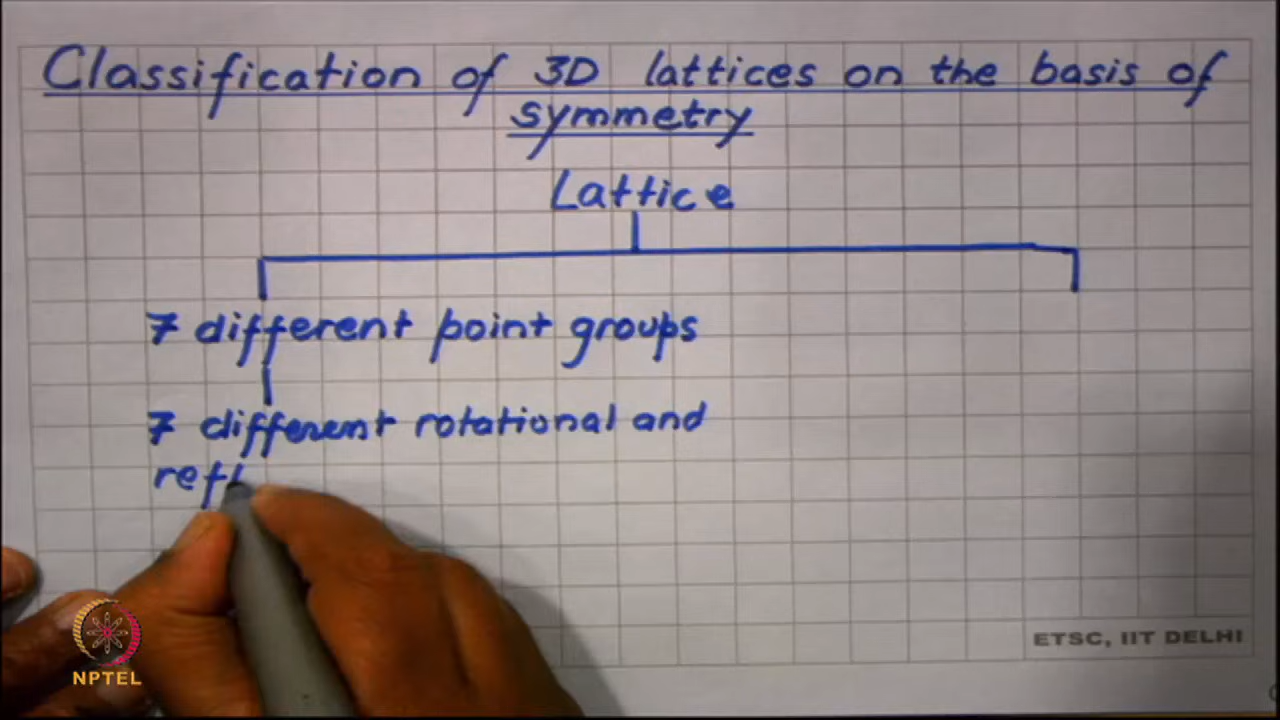 Classification of 3D lattices on the basis of
symmetry
Lattice
7 different point groups
7 different rotational and
refl
ETSC, IIT DELHI
NPTEL